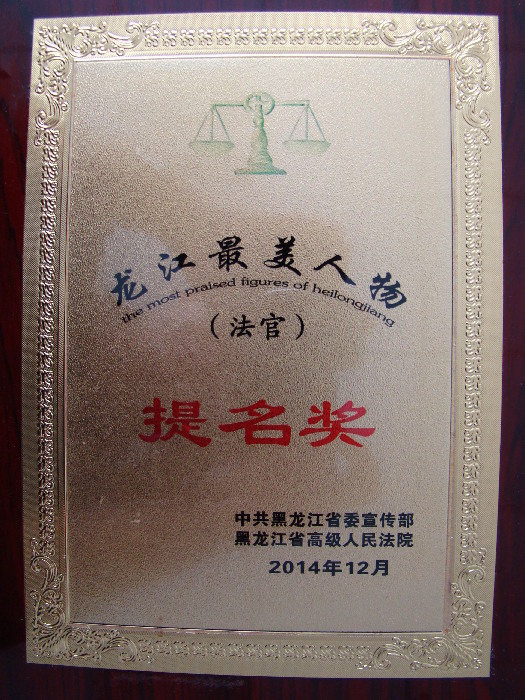 龙江最美人物
the most praised figures of heilongjiang
（法官）
提名奖
中共黑龙江省委宣传部
黑龙江省高级人民法院
2014年12月